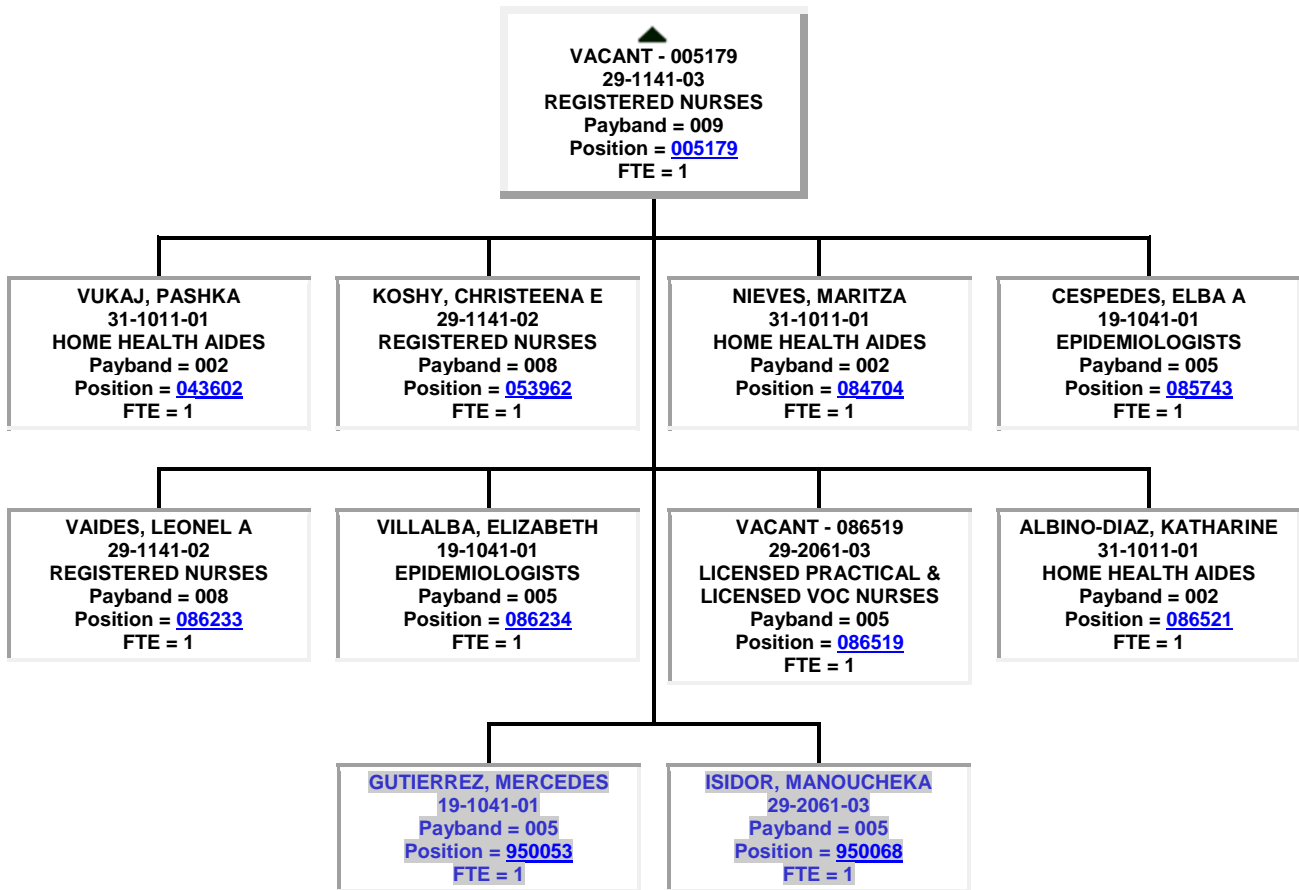 VACANT - 005179
29-1141-03
REGISTERED NURSES
Payband = 009
Position = 005179
FTE = 1
VUKAJ, PASHKA
31-1011-01
HOME HEALTH AIDES
Payband = 002
Position = 043602
FTE = 1
KOSHY, CHRISTEENA E
29-1141-02
REGISTERED NURSES
Payband = 008
Position = 053962
FTE = 1
NIEVES, MARITZA
31-1011-01
HOME HEALTH AIDES
Payband = 002
Position = 084704
FTE = 1
CESPEDES, ELBA A
19-1041-01
EPIDEMIOLOGISTS
Payband = 005
Position = 085743
FTE = 1
VAIDES, LEONEL A
29-1141-02
REGISTERED NURSES
Payband = 008
Position = 086233
FTE = 1
VILLALBA, ELIZABETH
19-1041-01
EPIDEMIOLOGISTS
Payband = 005
Position = 086234
FTE = 1
VACANT - 086519
29-2061-03
LICENSED PRACTICAL &
LICENSED VOC NURSES
Payband = 005
Position = 086519
FTE = 1
ALBINO-DIAZ, KATHARINE
31-1011-01
HOME HEALTH AIDES
Payband = 002
Position = 086521
FTE = 1
GUTIERREZ, MERCEDES
19-1041-01
Payband = 005
Position = 950053
FTE = 1
ISIDOR, MANOUCHEKA
29-2061-03
Payband = 005
Position = 950068
FTE = 1